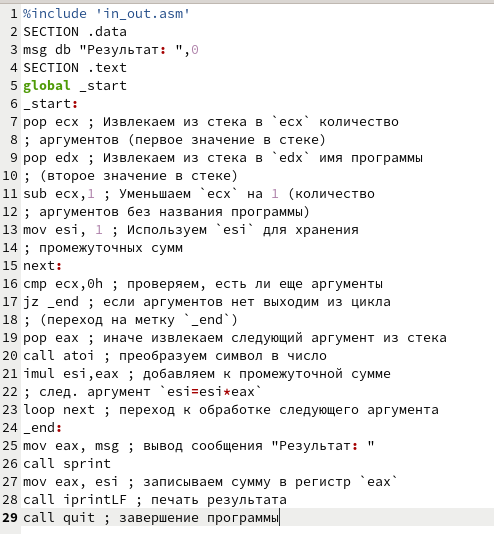 1 %include 'in_out.asm'
2 SECTION .data
3 msg db "Результат: ",0
4 SECTION .text
5 global _start
6 _start:
7 pop ecx ; Извлекаем из стека в `ecx` количество
8 ; аргументов (первое значение в стеке)
9 pop edx ; Извлекаем из стека в `edx` имя программы
10 ; (второе значение в стеке)
11 sub ecx,1 ; Уменьшаем `ecx` на 1 (количество
12 ; аргументов без названия программы)
13 mov esi, 1 ; Используем `esi` для хранения
14 ; промежуточных сумм
15 next:
16 cmp ecx,0h ; проверяем, есть ли еще аргументы
17 jz _end ; если аргументов нет выходим из цикла
18 ; (переход на метку `_end`)
19 pop eax ; иначе извлекаем следующий аргумент из стека
20 call atoi ; преобразуем символ в число
21 imul esi,eax ; добавляем к промежуточной сумме
22 ; след. аргумент `esi=esi*eax`
23 loop next ; переход к обработке следующего аргумента
24 _end:
25 mov eax, msg ; вывод сообщения "Результат: "
26 call sprint
27 mov eax, esi ; записываем сумму в регистр `eax`
28 call iprintLF ; печать результата
29 call quit ; завершение программы